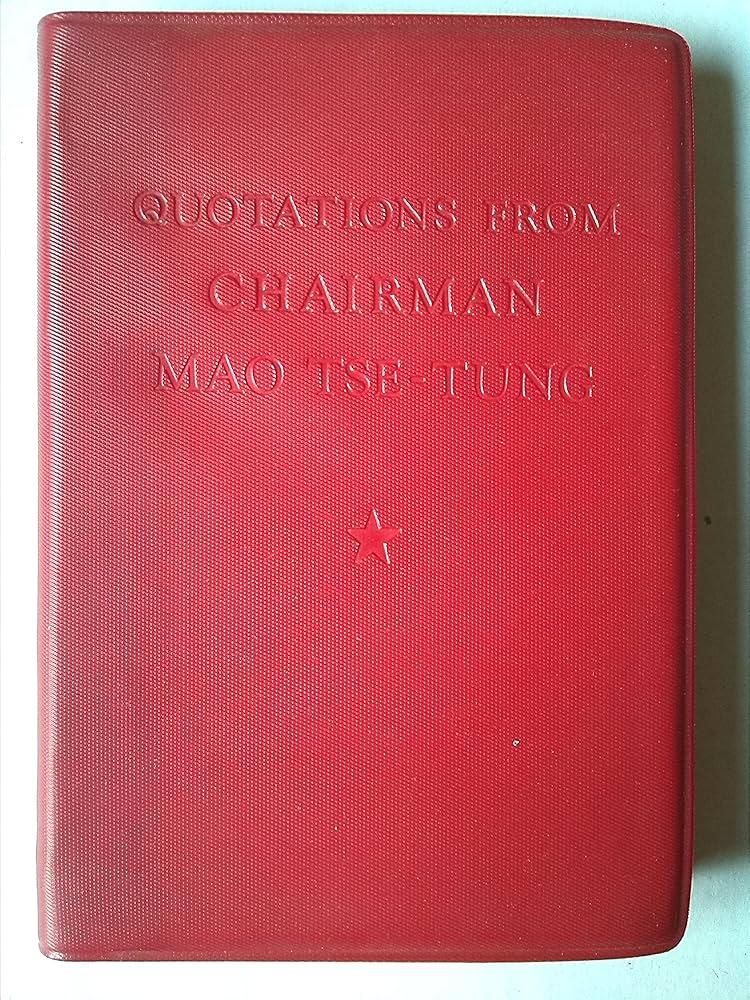 QUOTATIONS FROM
CHAIRMAN
MAO TSE-TUNG